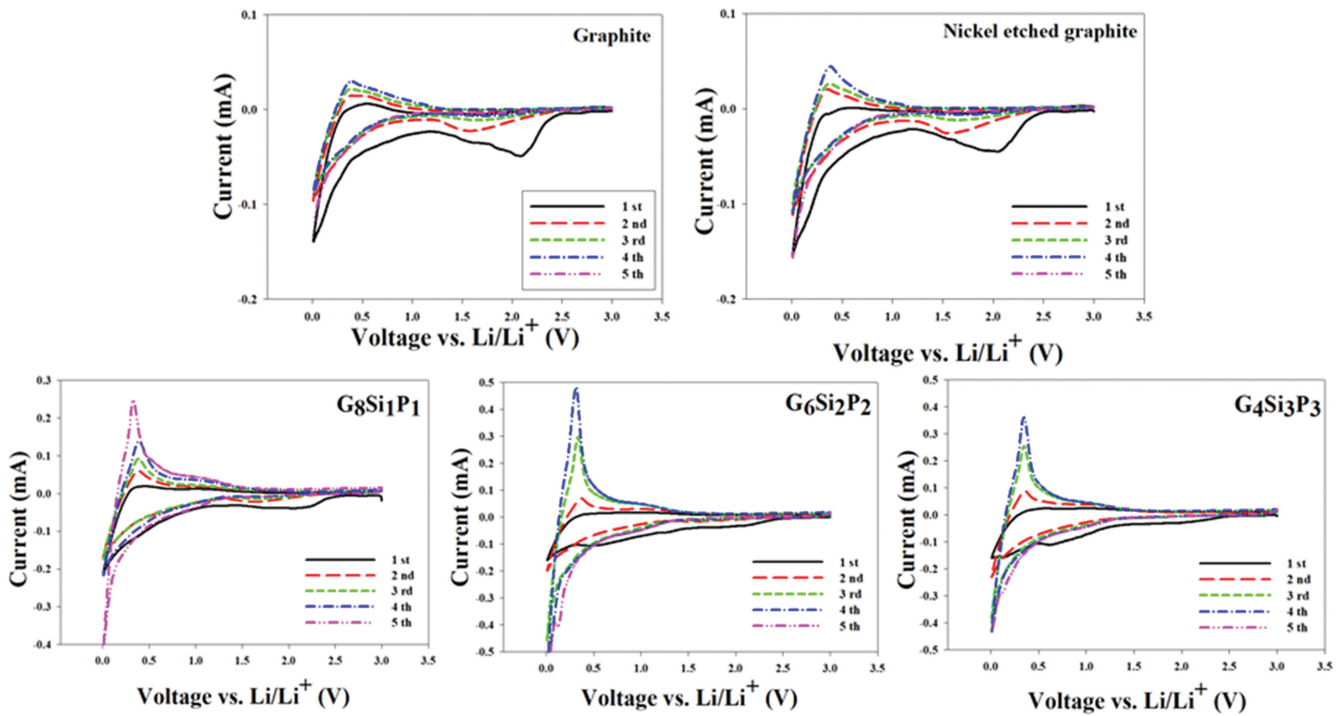 Graphite
0.1
0.0
-0.1
-0.2
Current (mA)
1 st
2 nd
3 rd
4 th
5 th
0.0 0.5 1.0 1.5 2.0 2.5 3.0 3.5
Voltage vs. Li/Li+ (V)
Nickel etched graphite
0.1
0.0
-0.1
-0.2
Current (mA)
1 st
2 nd
3 rd
4 th
5 th
0.0 0.5 1.0 1.5 2.0 2.5 3.0 3.5
Voltage vs. Li/Li+ (V)
G8Si1P1
0.3
0.2
0.1
0.0
-0.1
-0.2
-0.3
-0.4
Current (mA)
1 st
2 nd
3 rd
4 th
5 th
0.0 0.5 1.0 1.5 2.0 2.5 3.0 3.5
Voltage vs. Li/Li+ (V)
G6Si2P2
0.5
0.4
0.3
0.2
0.1
0.0
-0.1
-0.2
-0.3
-0.4
-0.5
Current (mA)
1 st
2 nd
3 rd
4 th
5 th
0.0 0.5 1.0 1.5 2.0 2.5 3.0 3.5
Voltage vs. Li/Li+ (V)
G4Si3P3
0.5
0.4
0.3
0.2
0.1
0.0
-0.1
-0.2
-0.3
-0.4
-0.5
Current (mA)
1 st
2 nd
3 rd
4 th
5 th
0.0 0.5 1.0 1.5 2.0 2.5 3.0 3.5
Voltage vs. Li/Li+ (V)